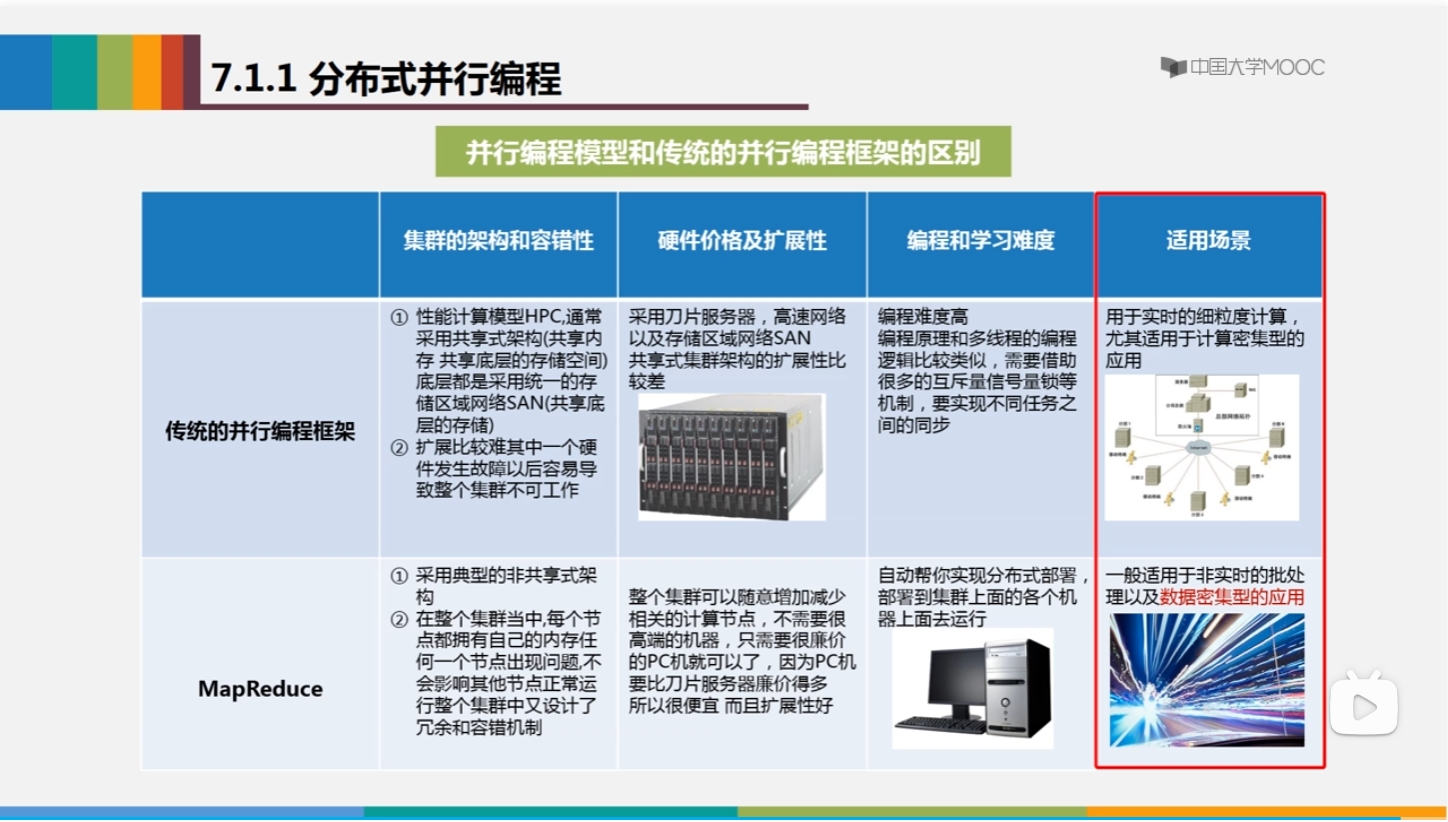 7.1.1 分布式并行编程
中国大学MOOC
并行编程模型和传统的并行编程框架的区别
集群的架构和容错性
硬件价格及扩展性
编程和学习难度
适用场景
传统的并行编程框架
① 性能计算模型HPC,通常
采用共享式架构(共享内
存 共享底层的存储空间)
底层都是采用统一的存
储区域网络SAN(共享底
层的存储)
② 扩展比较难其中一个硬
件发生故障以后容易导
致整个集群不可工作
采用刀片服务器，高速网络
以及存储区域网络SAN
共享式集群架构的扩展性比
较差
编程难度高
编程原理和多线程的编程
逻辑比较类似，需要借助
很多的互斥量信号量锁等
机制，要实现不同任务之
间的同步
用于实时的细粒度计算，
尤其适用于计算密集型的
应用
总部网络拓扑
MapReduce
① 采用典型的非共享式架
构
② 在整个集群当中,每个节
点都拥有自己的内存任
何一个节点出现问题,不
会影响其他节点正常运
行整个集群中又设计了
冗余和容错机制
整个集群可以随意增加减少
相关的计算节点，不需要很
高端的机器，只需要很廉价
的PC机就可以了，因为PC机
要比刀片服务器廉价得多
所以很便宜 而且扩展性好
自动帮你实现分布式部署，
部署到集群上面的各个机
器上面去运行
一般适用于非实时的批处
理以及数据密集型的应用